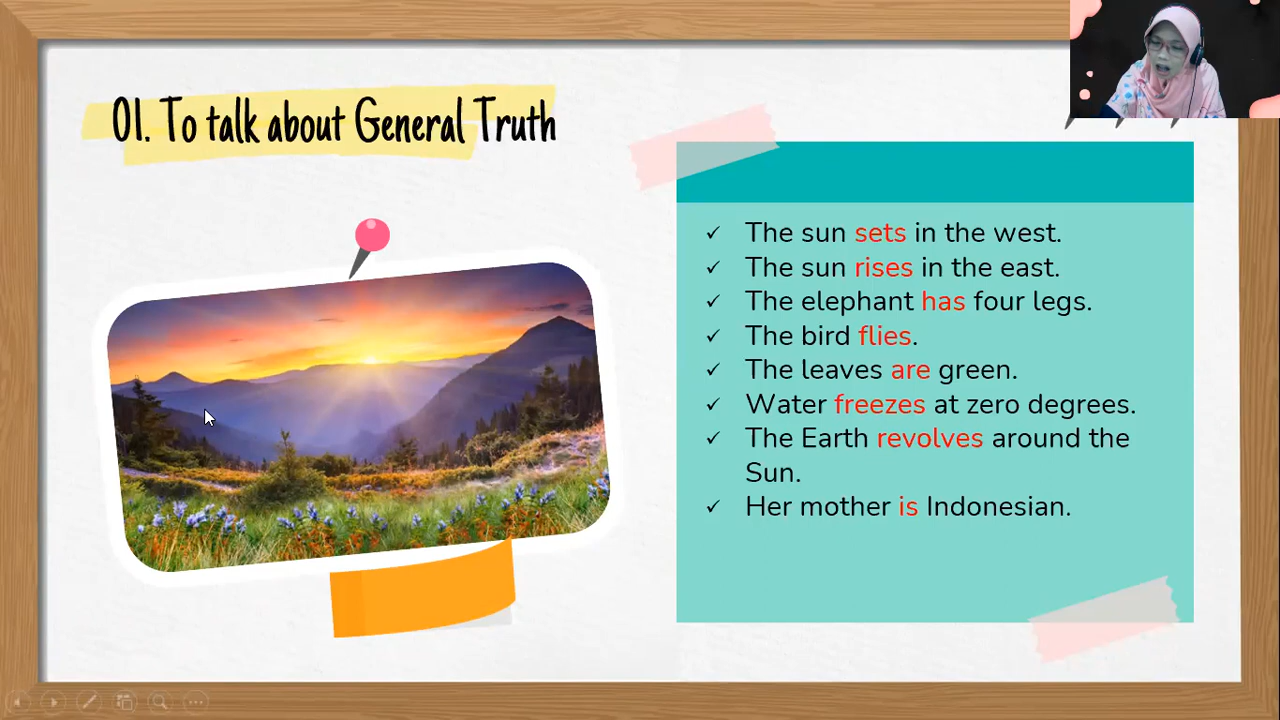 01. To talk about General Truth
✓ The sun sets in the west.
✓ The sun rises in the east.
✓ The elephant has four legs.
✓ The bird flies.
✓ The leaves are green.
✓ Water freezes at zero degrees.
✓ The Earth revolves around the
Sun.
✓ Her mother is Indonesian.